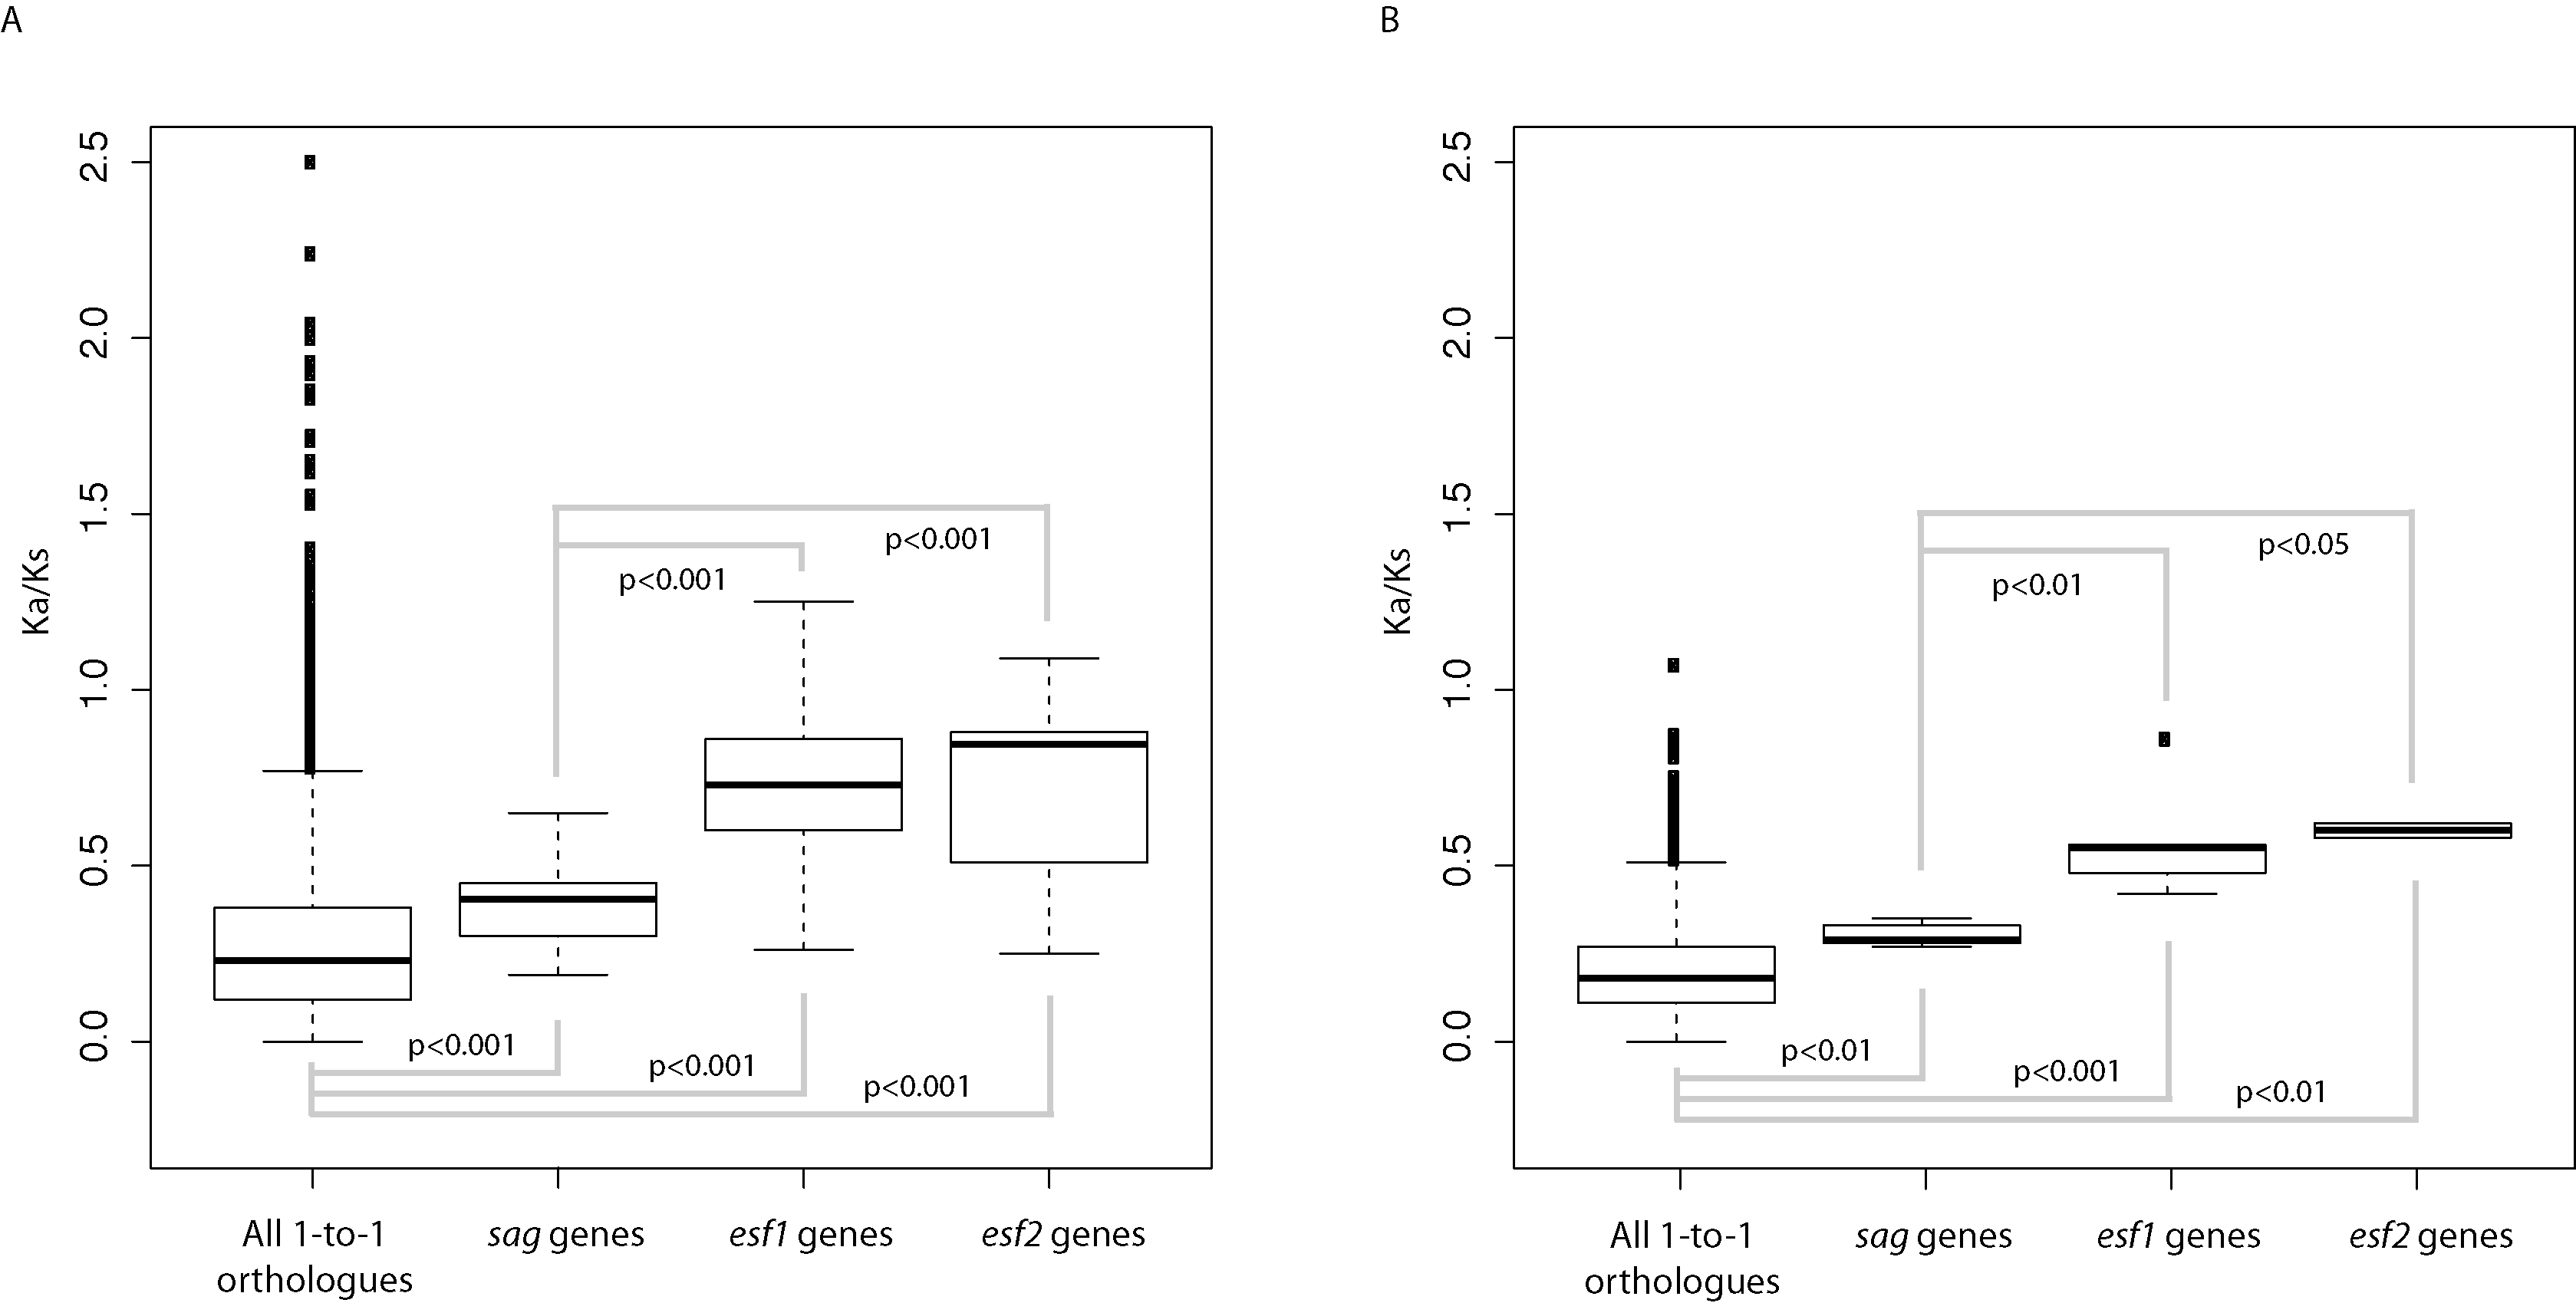 A
Ka/Ks
2.5
2.0
1.5
1.0
0.5
0.0
p<0.001
p<0.001
p<0.001
p<0.001
p<0.001
All 1-to-1
orthologues
sag genes
esf1 genes
esf2 genes
B
Ka/Ks
2.5
2.0
1.5
1.0
0.5
0.0
p<0.05
p<0.01
p<0.01
p<0.001
p<0.01
All 1-to-1
orthologues
sag genes
esf1 genes
esf2 genes